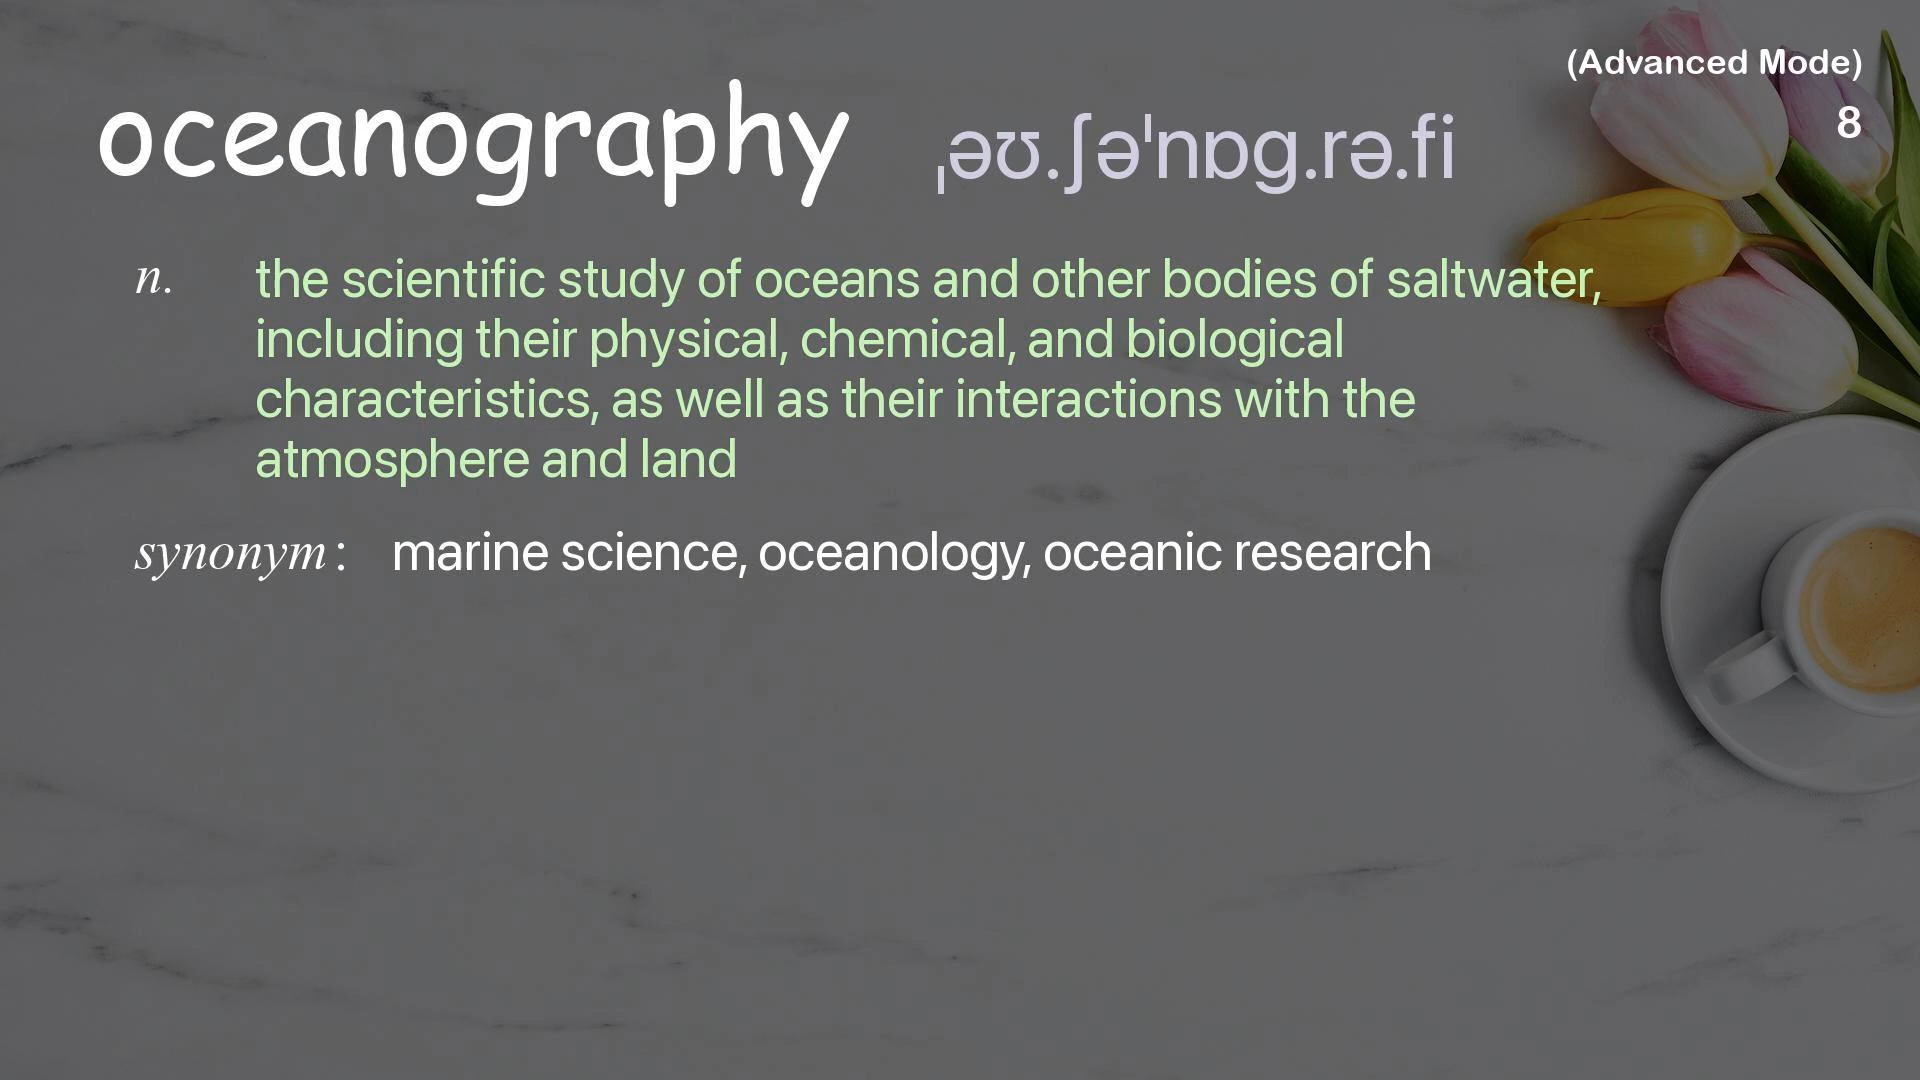 (Advanced Mode)
oceanography ˌəʊ.ʃəˈnɒɡ.rə.fi
8
n. the scientific study of oceans and other bodies of saltwater,
including their physical, chemical, and biological
characteristics, as well as their interactions with the
atmosphere and land
synonym : marine science, oceanology, oceanic research